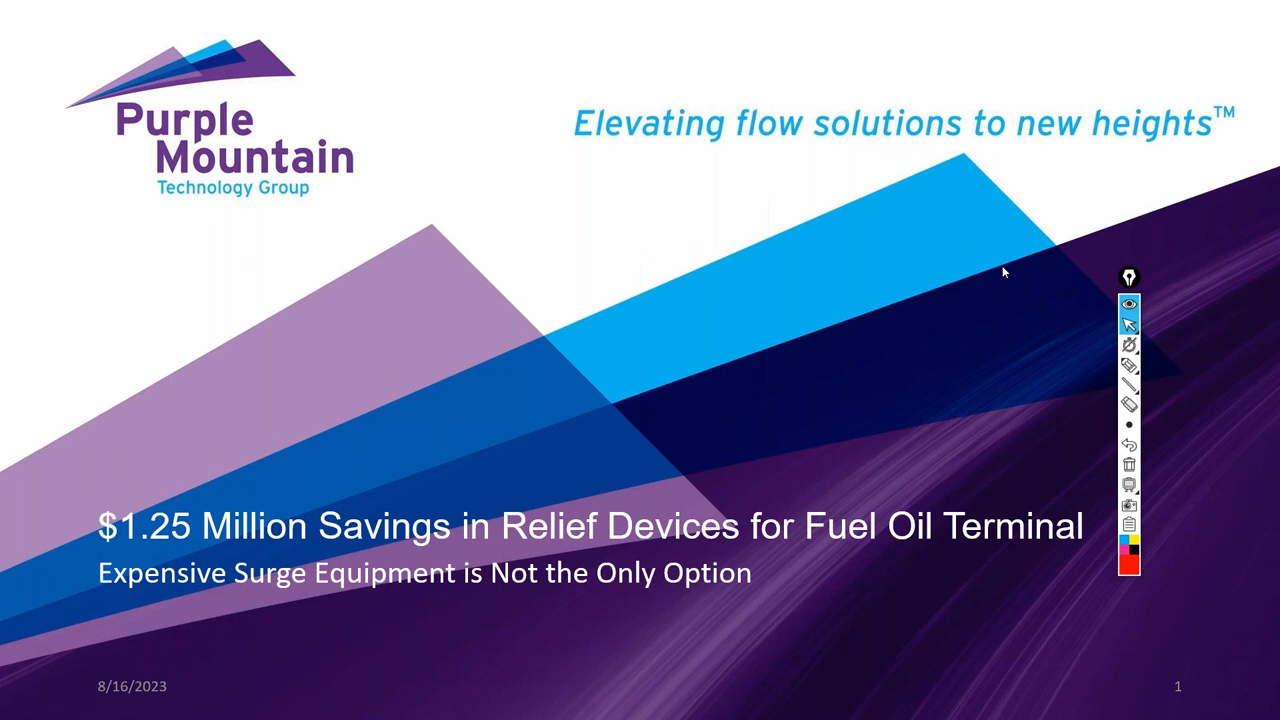 Purple
Mountain
Technology Group
Elevating flow solutions to new heights™
$1.25 Million Savings in Relief Devices for Fuel Oil Terminal
Expensive Surge Equipment is Not the Only Option
8/16/2023
1